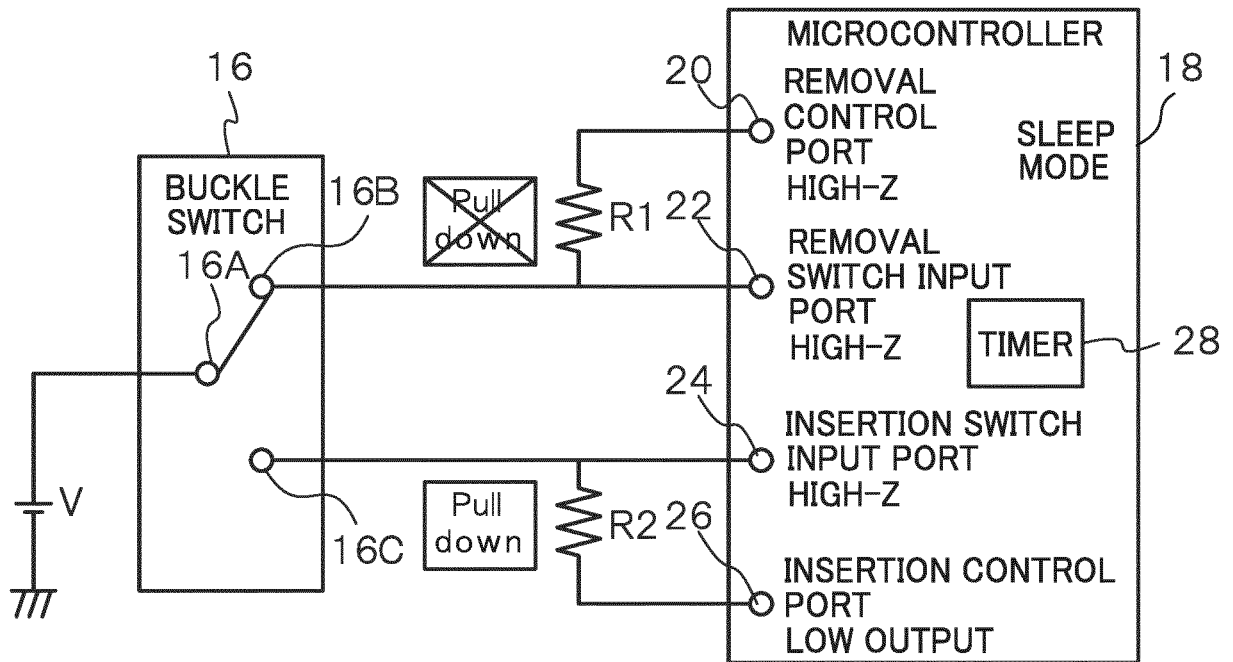 MICROCONTROLLER
16
20
REMOVAL
CONTROL
PORT
HIGH-Z
18
SLEEP
MODE
BUCKLE
SWITCH
16B
Pull
down
R1
22
REMOVAL
SWITCH INPUT
PORT
HIGH-Z
16A
TIMER
28
24
INSERTION SWITCH
INPUT PORT
HIGH-Z
V
16C
Pull
down
R2
26
INSERTION CONTROL
PORT
LOW OUTPUT